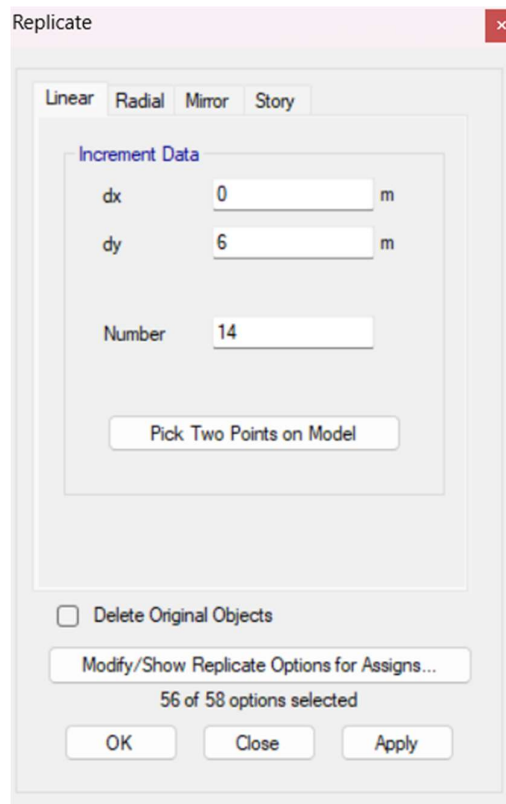 Replicate
Linear Radial Mirror Story
Increment Data
dx 0 m
dy 6 m
Number 14
Pick Two Points on Model
Delete Original Objects
Modify/Show Replicate Options for Assigns...
56 of 58 options selected
OK Close Apply